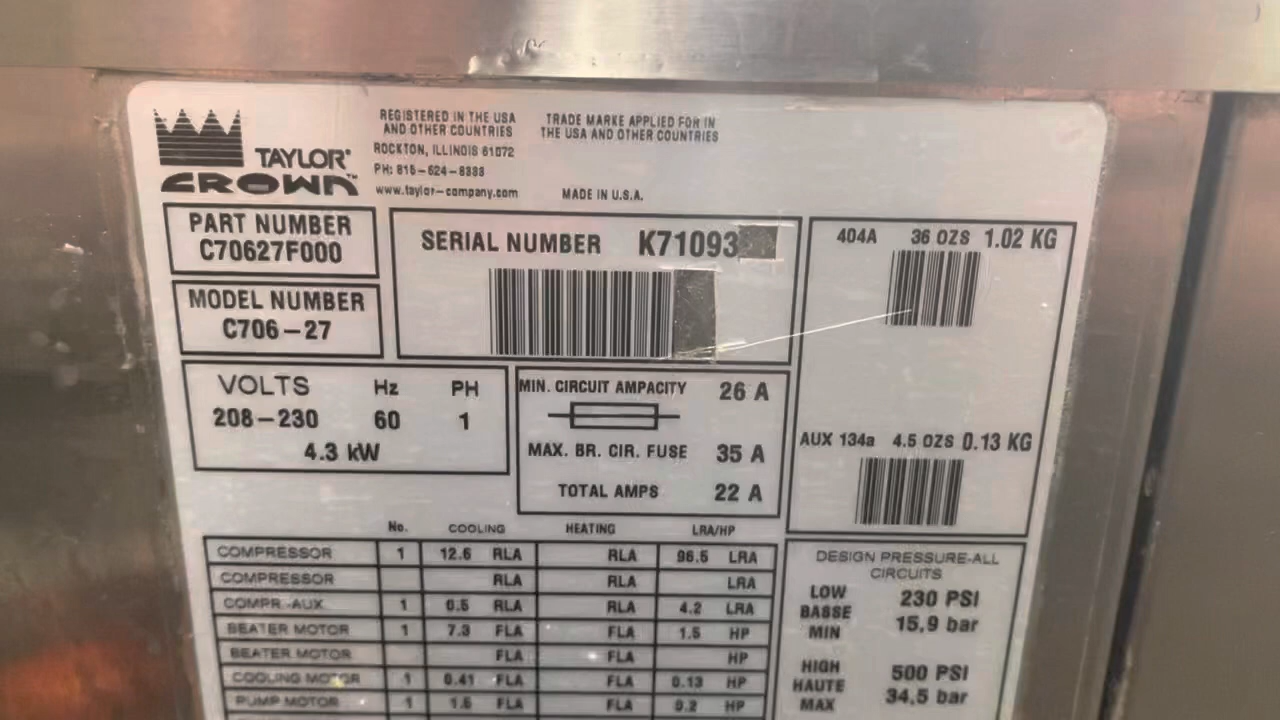 TAYLOR®
CROWN™
REGISTERED IN THE USA
AND OTHER COUNTRIES
TRADE MARKE APPLIED FOR IN
THE USA AND OTHER COUNTRIES
ROCKTON, ILLINOIS 61072
PH: 815-624-8333
www.taylor-company.com
MADE IN U.S.A.
PART NUMBER
C70627F000
MODEL NUMBER
C706-27
SERIAL NUMBER K71093
404A 36 OZS 1.02 KG
AUX 134a 4.5 OZS 0.13 KG
VOLTS Hz PH
208-230 60 1
4.3 kW
MIN. CIRCUIT AMPACITY 26 A
MAX. BR. CIR. FUSE 35 A
TOTAL AMPS 22 A
No. COOLING HEATING LRA/HP
COMPRESSOR 1 12.6 RLA RLA 96.5 LRA
COMPRESSOR RLA RLA LRA
COMPR.-AUX 1 0.5 RLA RLA 4.2 LRA
BEATER MOTOR 1 7.3 FLA FLA 1.5 HP
BEATER MOTOR FLA FLA HP
COOLING MOTOR 1 0.41 FLA FLA 0.13 HP
PUMP MOTOR 1 1.6 FLA FLA 0.2 HP
DESIGN PRESSURE-ALL
CIRCUITS
LOW
BASSE
MIN
230 PSI
15,9 bar
HIGH
HAUTE
MAX
500 PSI
34,5 bar